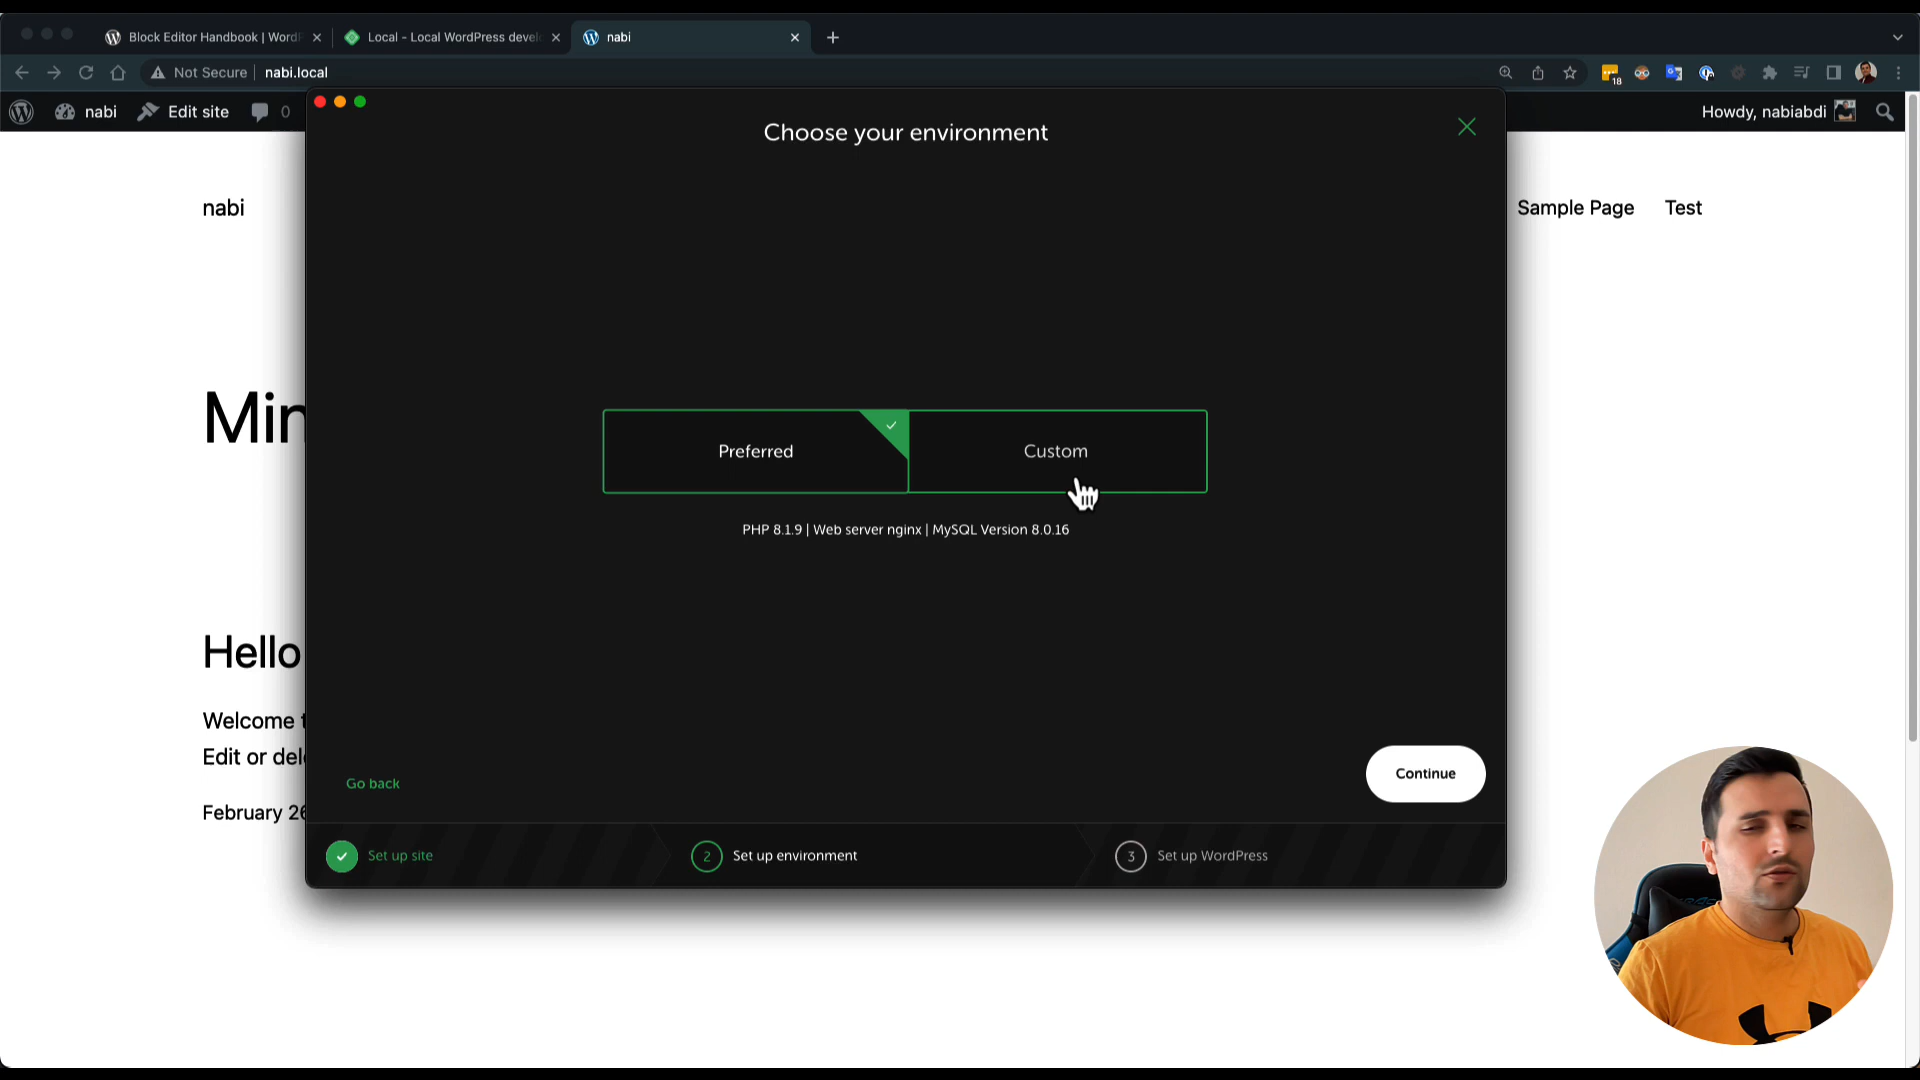 Block Editor Handbook | Word
Local - Local WordPress devel
nabi
Not Secure
nabi.local
18
nabi
Edit site
0
Howdy, nabiabdi
Choose your environment
nabi
Sample Page
Test
Min
Preferred
Custom
PHP 8.1.9 | Web server nginx | MySQL Version 8.0.16
Hello
Welcome t
Edit or dele
February 26
Go back
Continue
Set up site
2
Set up environment
3
Set up WordPress